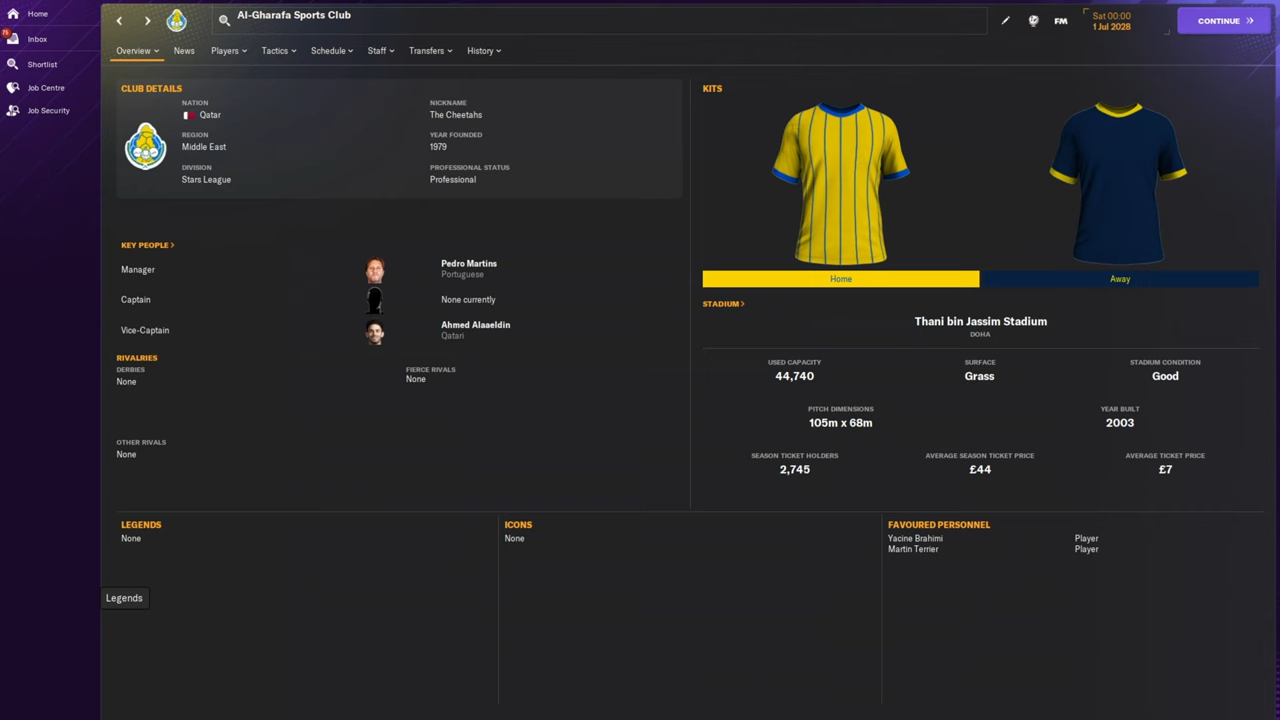 Home
75
Inbox
Shortlist
Job Centre
Job Security
Al-Gharafa Sports Club
FM
Sat 00:00
1 Jul 2028
CONTINUE
Overview
News
Players
Tactics
Schedule
Staff
Transfers
History
CLUB DETAILS
NATION
Qatar
NICKNAME
The Cheetahs
REGION
Middle East
YEAR FOUNDED
1979
DIVISION
Stars League
PROFESSIONAL STATUS
Professional
KEY PEOPLE
Manager
Pedro Martins
Portuguese
Captain
None currently
Vice-Captain
Ahmed Alaaeldin
Qatari
RIVALRIES
DERBIES
None
FIERCE RIVALS
None
OTHER RIVALS
None
KITS
Home
Away
STADIUM
Thani bin Jassim Stadium
DOHA
USED CAPACITY
44,740
SURFACE
Grass
STADIUM CONDITION
Good
PITCH DIMENSIONS
105m x 68m
YEAR BUILT
2003
SEASON TICKET HOLDERS
2,745
AVERAGE SEASON TICKET PRICE
£44
AVERAGE TICKET PRICE
£7
LEGENDS
None
ICONS
None
FAVOURED PERSONNEL
Yacine Brahimi Player
Martin Terrier Player
Legends